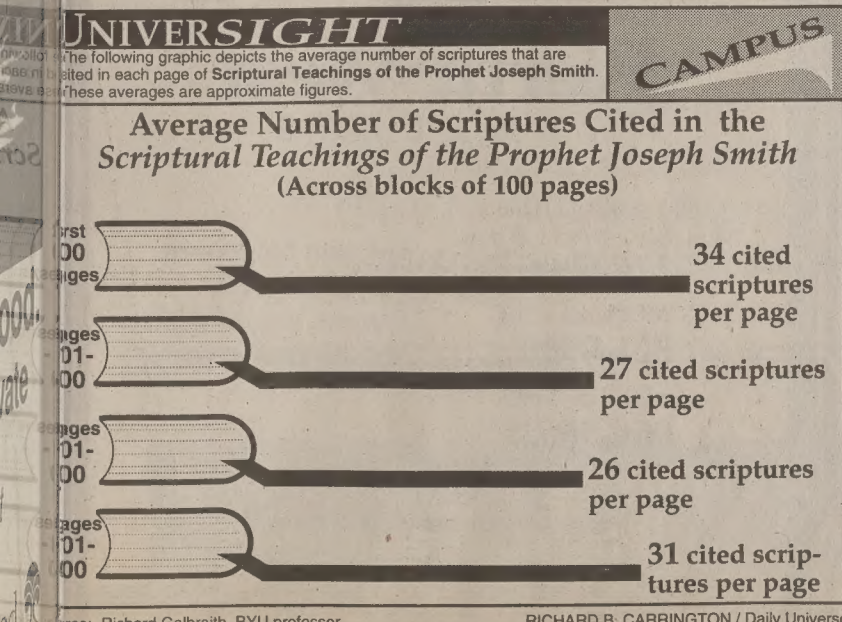 UNIVERSIGHT
CAMPUS
The following graphic depicts the average number of scriptures that are
cited in each page of Scriptural Teachings of the Prophet Joseph Smith.
These averages are approximate figures.
Average Number of Scriptures Cited in the
Scriptural Teachings of the Prophet Joseph Smith
(Across blocks of 100 pages)
34 cited
scriptures
per page
27 cited scriptures
per page
26 cited scriptures
per page
31 cited scrip-
tures per page
Richard Galbraith, BYU professor
RICHARD B. CARRINGTON / Daily Universe